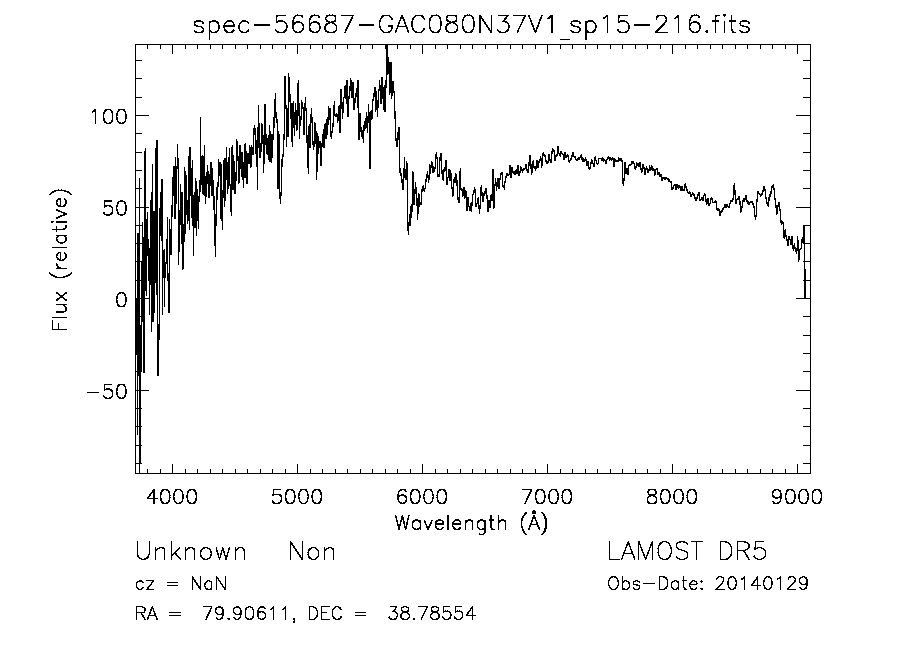 spec-56687-GAC080N37V1_sp15-216.fits
100
50
0
-50
Flux (relative)
4000 5000 6000 7000 8000 9000
Wavelength (Å)
Unknown Non LAMOST DR5
cz = NaN Obs-Date: 20140129
RA = 79.90611, DEC = 38.78554